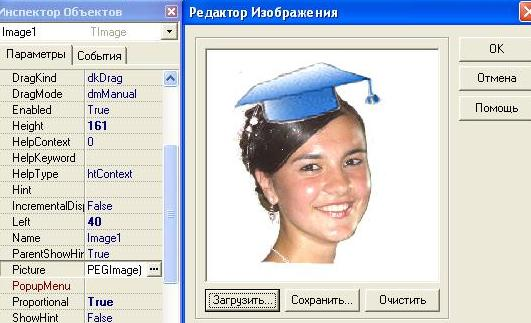 Инспектор Объектов
Image1 TImage
Параметры События
DragKind dkDrag
DragMode dmManual
Enabled True
Height 161
HelpContext 0
HelpKeyword
HelpType htContext
Hint
IncrementalDisp False
Left 40
Name Image1
ParentShowHin True
Picture PEGImage) ...
PopupMenu
Proportional True
ShowHint False
Редактор Изображения
OK
Отмена
Помощь
Загрузить... Сохранить... Очистить